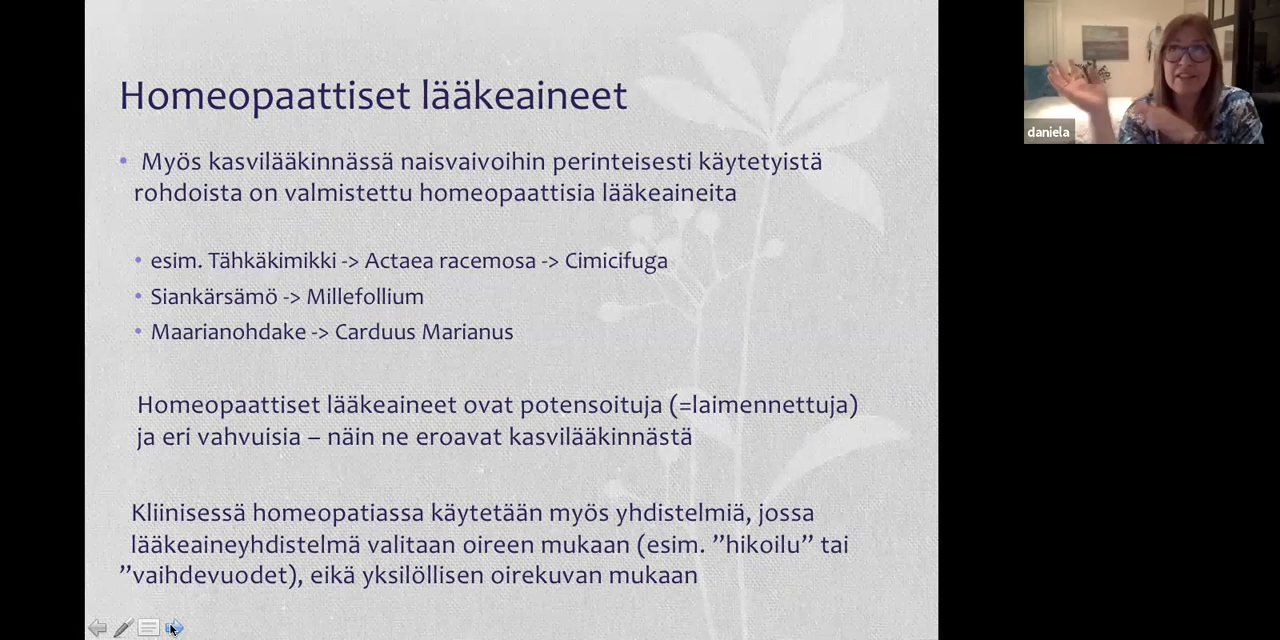 Homeopaattiset lääkeaineet
• Myös kasvilääkinnässä naisvaivoihin perinteisesti käytetyistä
rohdoista on valmistettu homeopaattisia lääkeaineita
• esim. Tähkäkimikki -> Actaea racemosa -> Cimicifuga
• Siankärsämö -> Millefollium
• Maarianohdake -> Carduus Marianus
Homeopaattiset lääkeaineet ovat potensoituja (=laimennettuja)
ja eri vahvuisia – näin ne eroavat kasvilääkinnästä
Kliinisessä homeopatiassa käytetään myös yhdistelmiä, jossa
lääkeaineyhdistelmä valitaan oireen mukaan (esim. ”hikoilu” tai
”vaihdevuodet), eikä yksilöllisen oirekuvan mukaan
daniela